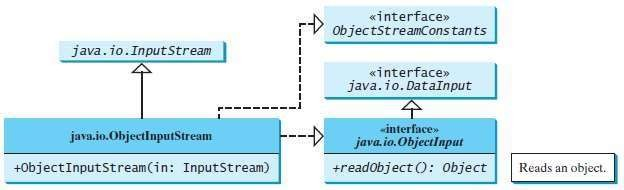 «interface»
ObjectStreamConstants
java.io.InputStream
«interface»
java.io.DataInput
java.io.ObjectInputStream
+ObjectInputStream(in: InputStream)
«interface»
java.io.ObjectInput
+readObject(): Object
Reads an object.